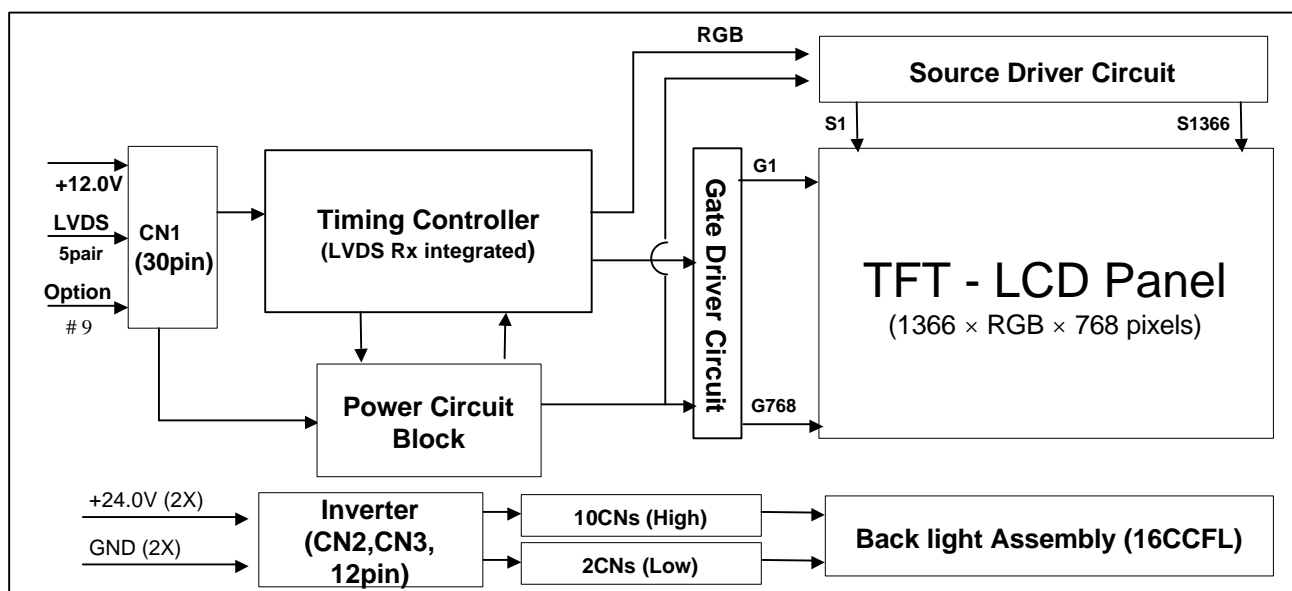 RGB
Source Driver Circuit
S1
S1366
+12.0V
LVDS
5pair
Option
# 9
CN1
(30pin)
Timing Controller
(LVDS Rx integrated)
Gate Driver Circuit
G1
G768
TFT - LCD Panel
(1366 × RGB × 768 pixels)
Power Circuit
Block
+24.0V (2X)
GND (2X)
Inverter
(CN2,CN3,
12pin)
10CNs (High)
2CNs (Low)
Back light Assembly (16CCFL)